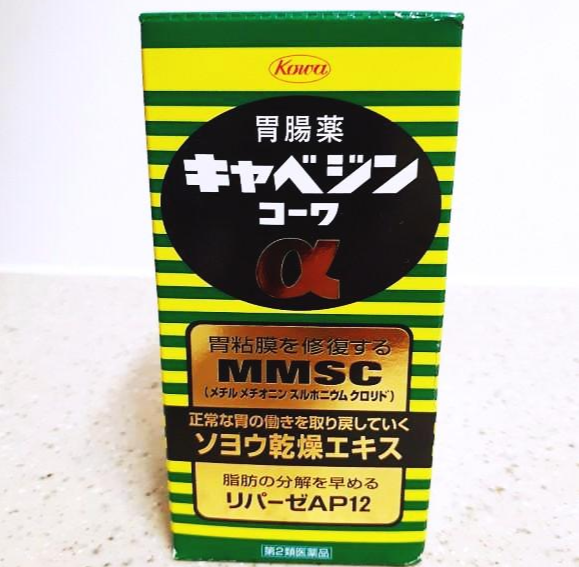 Kowa
胃腸薬
キャベジン
コーワ
α
胃粘膜を修復する
MMSC
(メチルメチオニンスルホニウムクロリド)
正常な胃の働きを取り戻していく
ソヨウ乾燥エキス
脂肪の分解を早める
リパーゼAP12
第2類医薬品